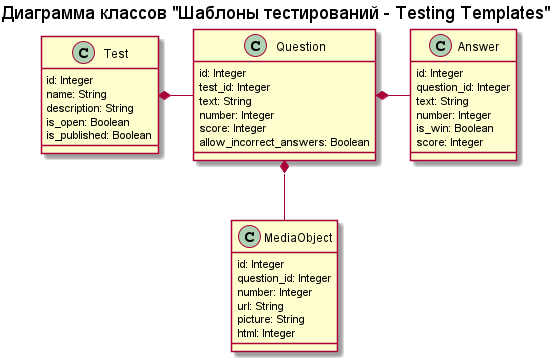 Диаграмма классов "Шаблоны тестирований - Testing Templates"
C Test
id: Integer
name: String
description: String
is_open: Boolean
is_published: Boolean
C Question
id: Integer
test_id: Integer
text: String
number: Integer
score: Integer
allow_incorrect_answers: Boolean
C Answer
id: Integer
question_id: Integer
text: String
number: Integer
is_win: Boolean
score: Integer
C MediaObject
id: Integer
question_id: Integer
number: Integer
url: String
picture: String
html: Integer